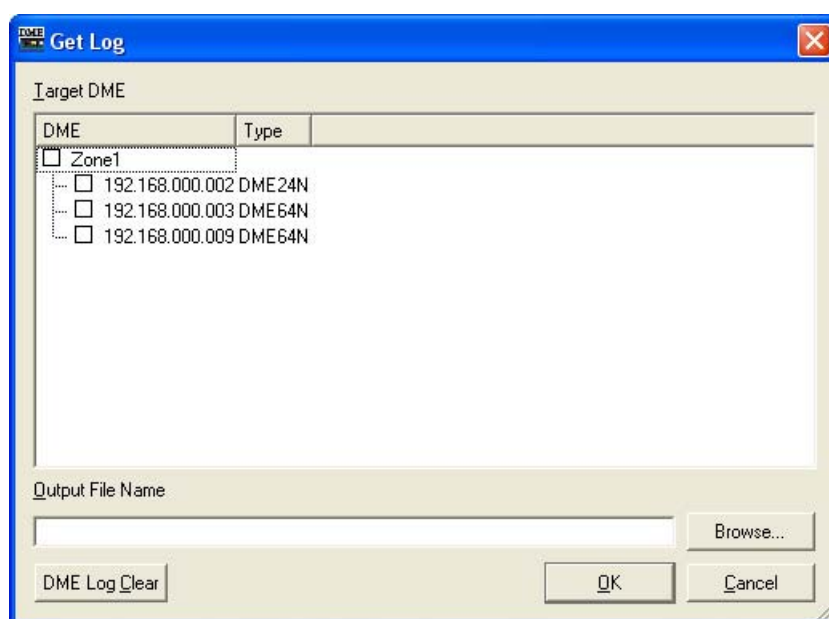 DME
Get Log
Target DME
DME Type
Zone1
192.168.000.002 DME24N
192.168.000.003 DME64N
192.168.000.009 DME64N
Output File Name
Browse...
DME Log Clear OK Cancel